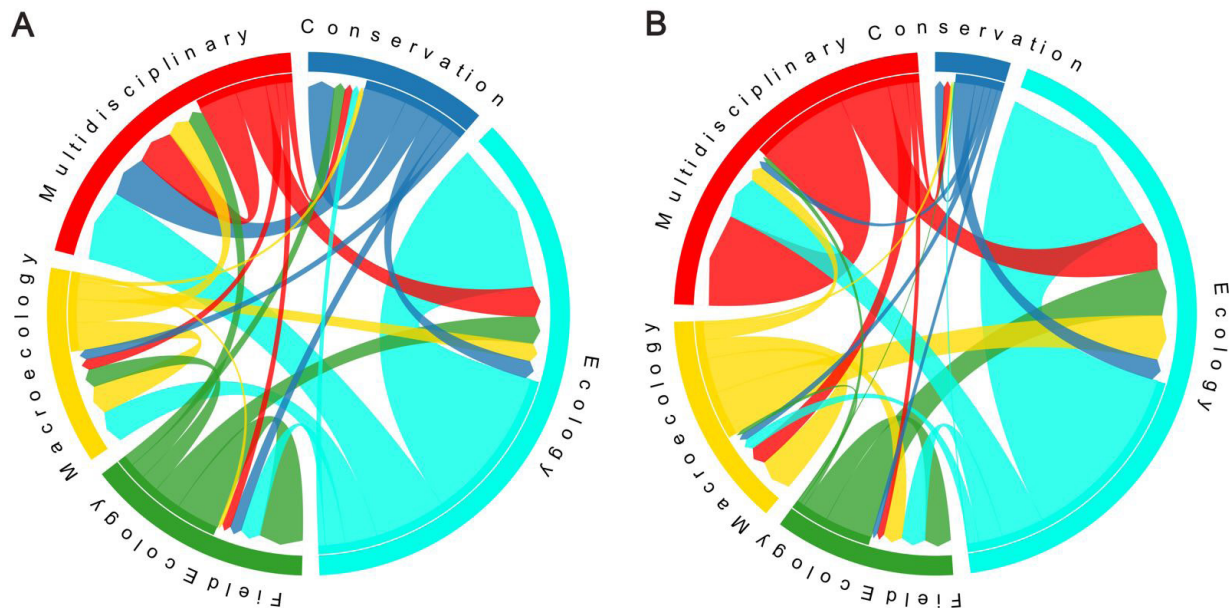 A
Multidisciplinary
Conservation
Ecology
Field Ecology
Macroecology
B
Multidisciplinary
Conservation
Ecology
Field Ecology
Macroecology